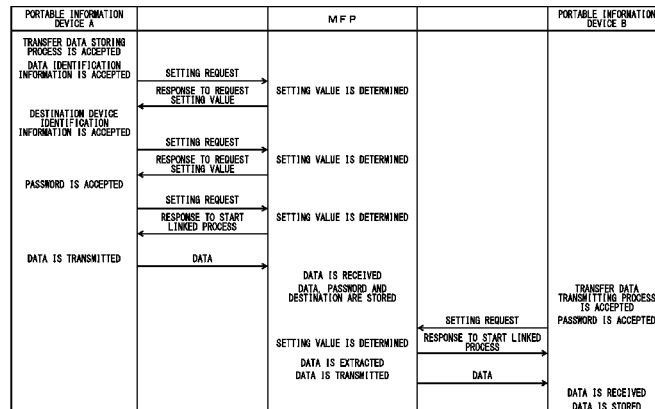 PORTABLE INFORMATION
DEVICE A
MFP
PORTABLE INFORMATION
DEVICE B
TRANSFER DATA STORING
PROCESS IS ACCEPTED
DATA IDENTIFICATION
INFORMATION IS ACCEPTED
SETTING REQUEST
RESPONSE TO REQUEST
SETTING VALUE
SETTING VALUE IS DETERMINED
DESTINATION DEVICE
IDENTIFICATION
INFORMATION IS ACCEPTED
SETTING REQUEST
RESPONSE TO REQUEST
SETTING VALUE
SETTING VALUE IS DETERMINED
PASSWORD IS ACCEPTED
SETTING REQUEST
RESPONSE TO START
LINKED PROCESS
SETTING VALUE IS DETERMINED
DATA IS TRANSMITTED
DATA
DATA IS RECEIVED
DATA, PASSWORD AND
DESTINATION ARE STORED
TRANSFER DATA
TRANSMITTING PROCESS
IS ACCEPTED
SETTING REQUEST
PASSWORD IS ACCEPTED
SETTING VALUE IS DETERMINED
RESPONSE TO START LINKED
PROCESS
DATA IS EXTRACTED
DATA IS TRANSMITTED
DATA
DATA IS RECEIVED
DATA IS STORED